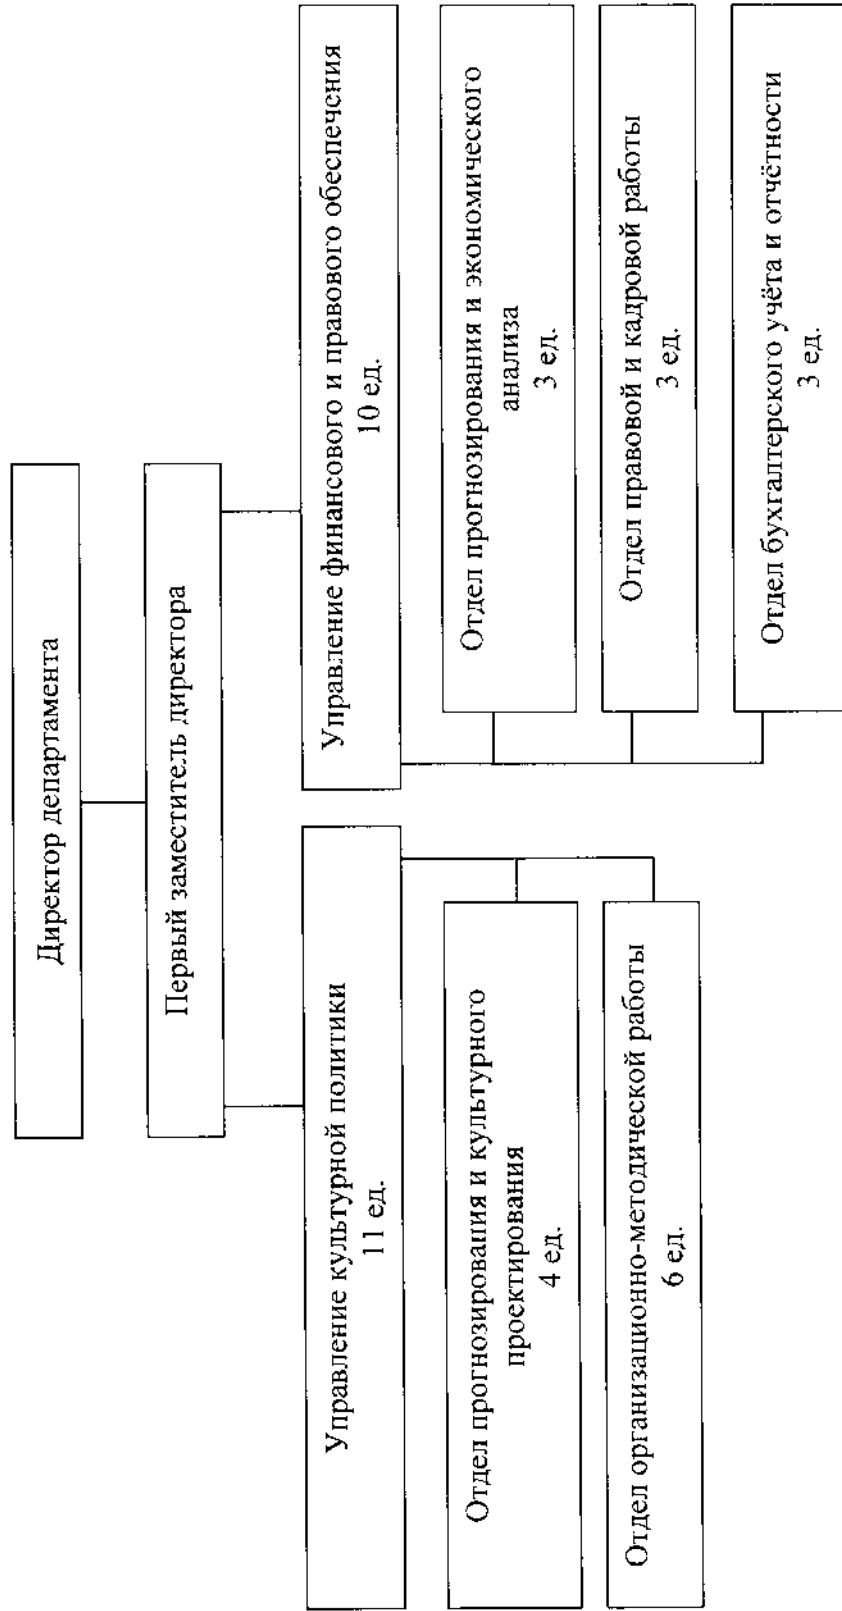 Директор департамента
Первый заместитель директора
Управление культурной политики
11 ед.
Отдел прогнозирования и культурного
проектирования
4 ед.
Отдел организационно-методической работы
6 ед.
Управление финансового и правового обеспечения
10 ед.
Отдел прогнозирования и экономического
анализа
3 ед.
Отдел правовой и кадровой работы
3 ед.
Отдел бухгалтерского учёта и отчётности
3 ед.